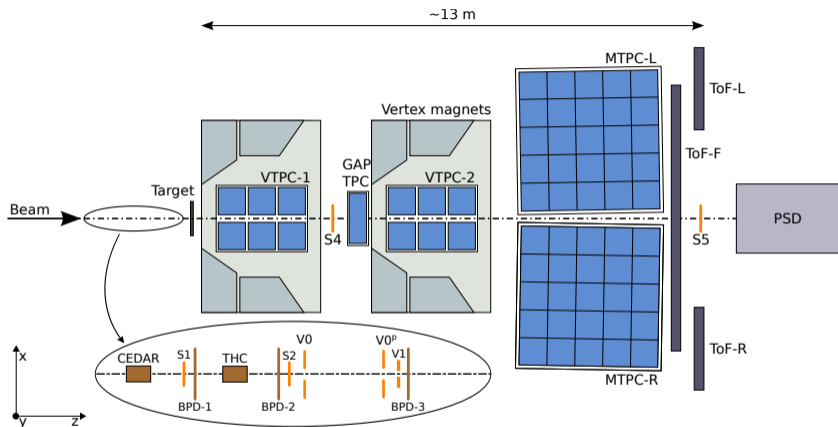 ~13 m
MTPC-L
ToF-L
Vertex magnets
ToF-F
GAP
TPC
VTPC-1
VTPC-2
Target
Beam
PSD
S4
S5
V0
V0ᵖ
CEDAR
S1
THC
S2
V1
ToF-R
MTPC-R
BPD-1
BPD-2
BPD-3
x
y
z